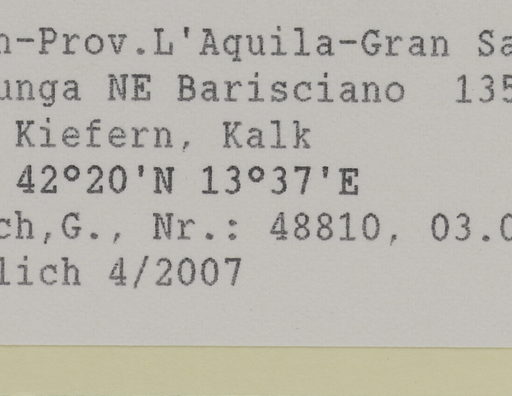 n-Prov.L'Aquila-Gran Sa
unga NE Barisciano 135
Kiefern, Kalk
42°20'N 13°37'E
ch,G., Nr.: 48810, 03.0
lich 4/2007